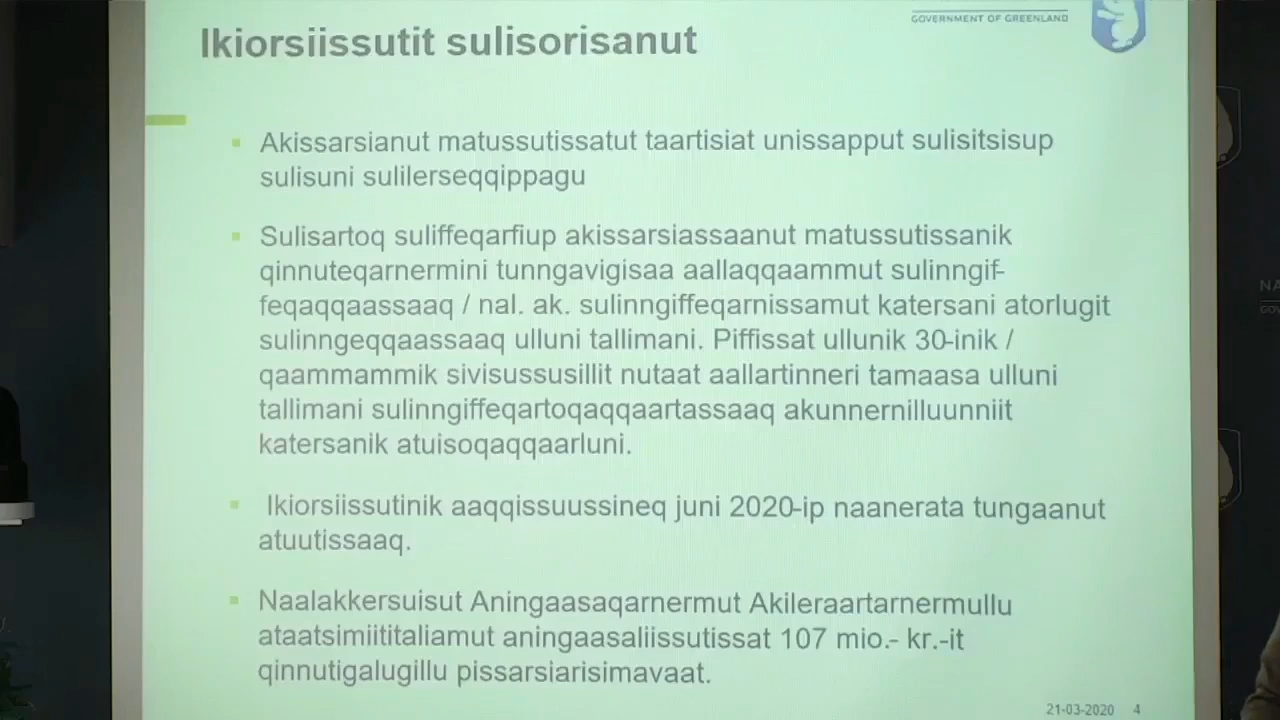 GOVERNMENT OF GREENLAND
Ikiorsiissutit sulisorisanut
Akissarsianut matussutissatut taartisiat unissapput sulisitsisup
sulisuni sulilerseqqippagu
Sulisartoq suliffeqarfiup akissarsiassaanut matussutissanik
qinnuteqarnermini tunngavigisaa aallaqqaammut sulinngif-
feqaqqaassaaq / nal. ak. sulinngiffeqarnissamut katersani atorlugit
sulinngeqqaassaaq ulluni tallimani. Piffissat ullunik 30-inik /
qaammammik sivisussusillit nutaat aallartinneri tamaasa ulluni
tallimani sulinngiffeqartoqaqqaartassaaq akunnernilluunniit
katersanik atuisoqaqqaarluni.
Ikiorsiissutinik aaqqissuussineq juni 2020-ip naanerata tungaanut
atuutissaaq.
Naalakkersuisut Aningaasaqarnermut Akileraartarnermullu
ataatsimiititaliamut aningaasaliissutissat 107 mio.- kr.-it
qinnutigalugillu pissarsiarisimavaat.
21-03-2020 4